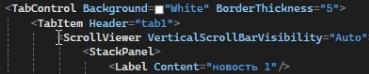 <TabControl Background="White" BorderThickness="5">
<TabItem Header="tab1">
<ScrollViewer VerticalScrollBarVisibility="Auto"
<StackPanel>
<Label Content="новость 1"/>